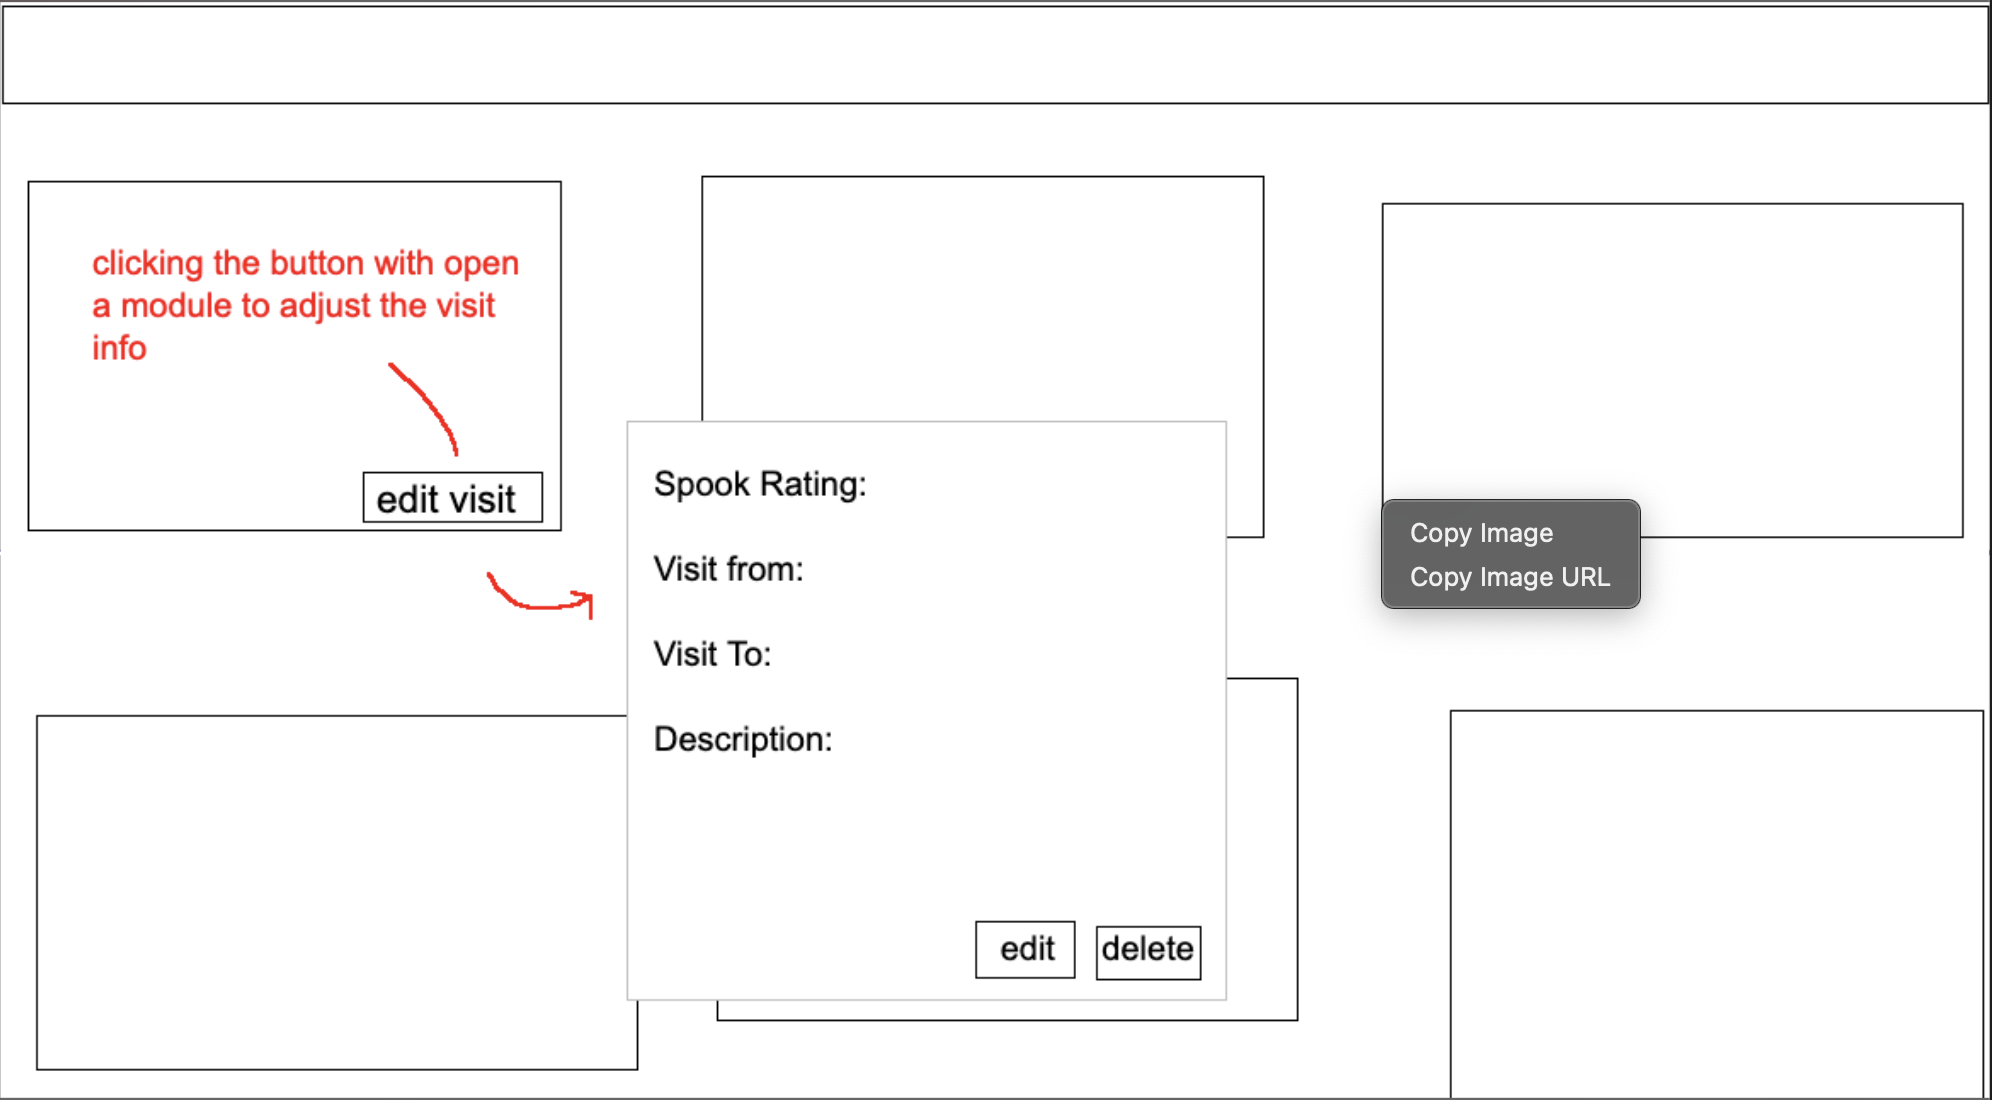 clicking the button with open
a module to adjust the visit
info
edit visit
Spook Rating:
Visit from:
Visit To:
Description:
edit
delete
Copy Image
Copy Image URL